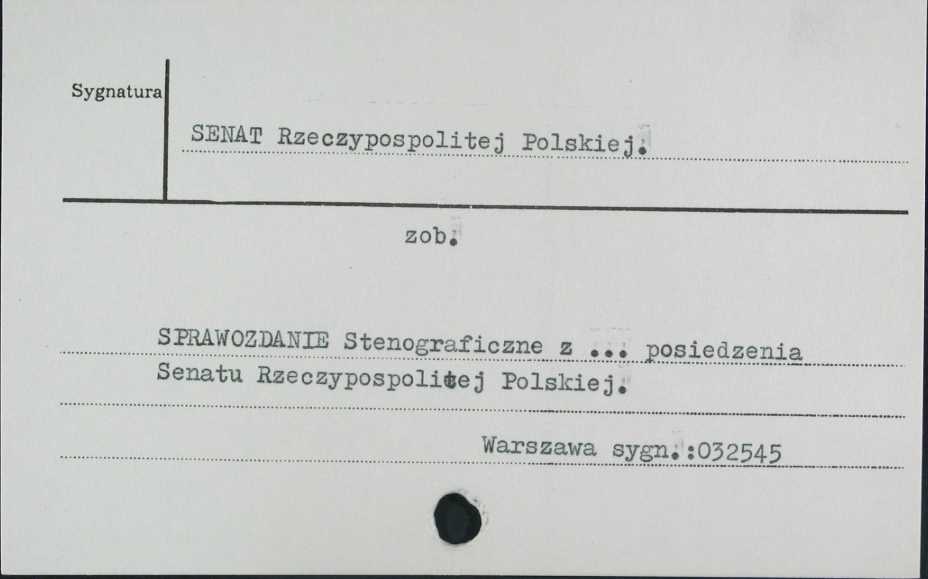 Sygnatura
SENAT Rzeczypospolitej Polskiej.
zob.
SPRAWOZDANIE Stenograficzne z ... posiedzenia
Senatu Rzeczypospolitej Polskiej.
Warszawa sygn.:032545